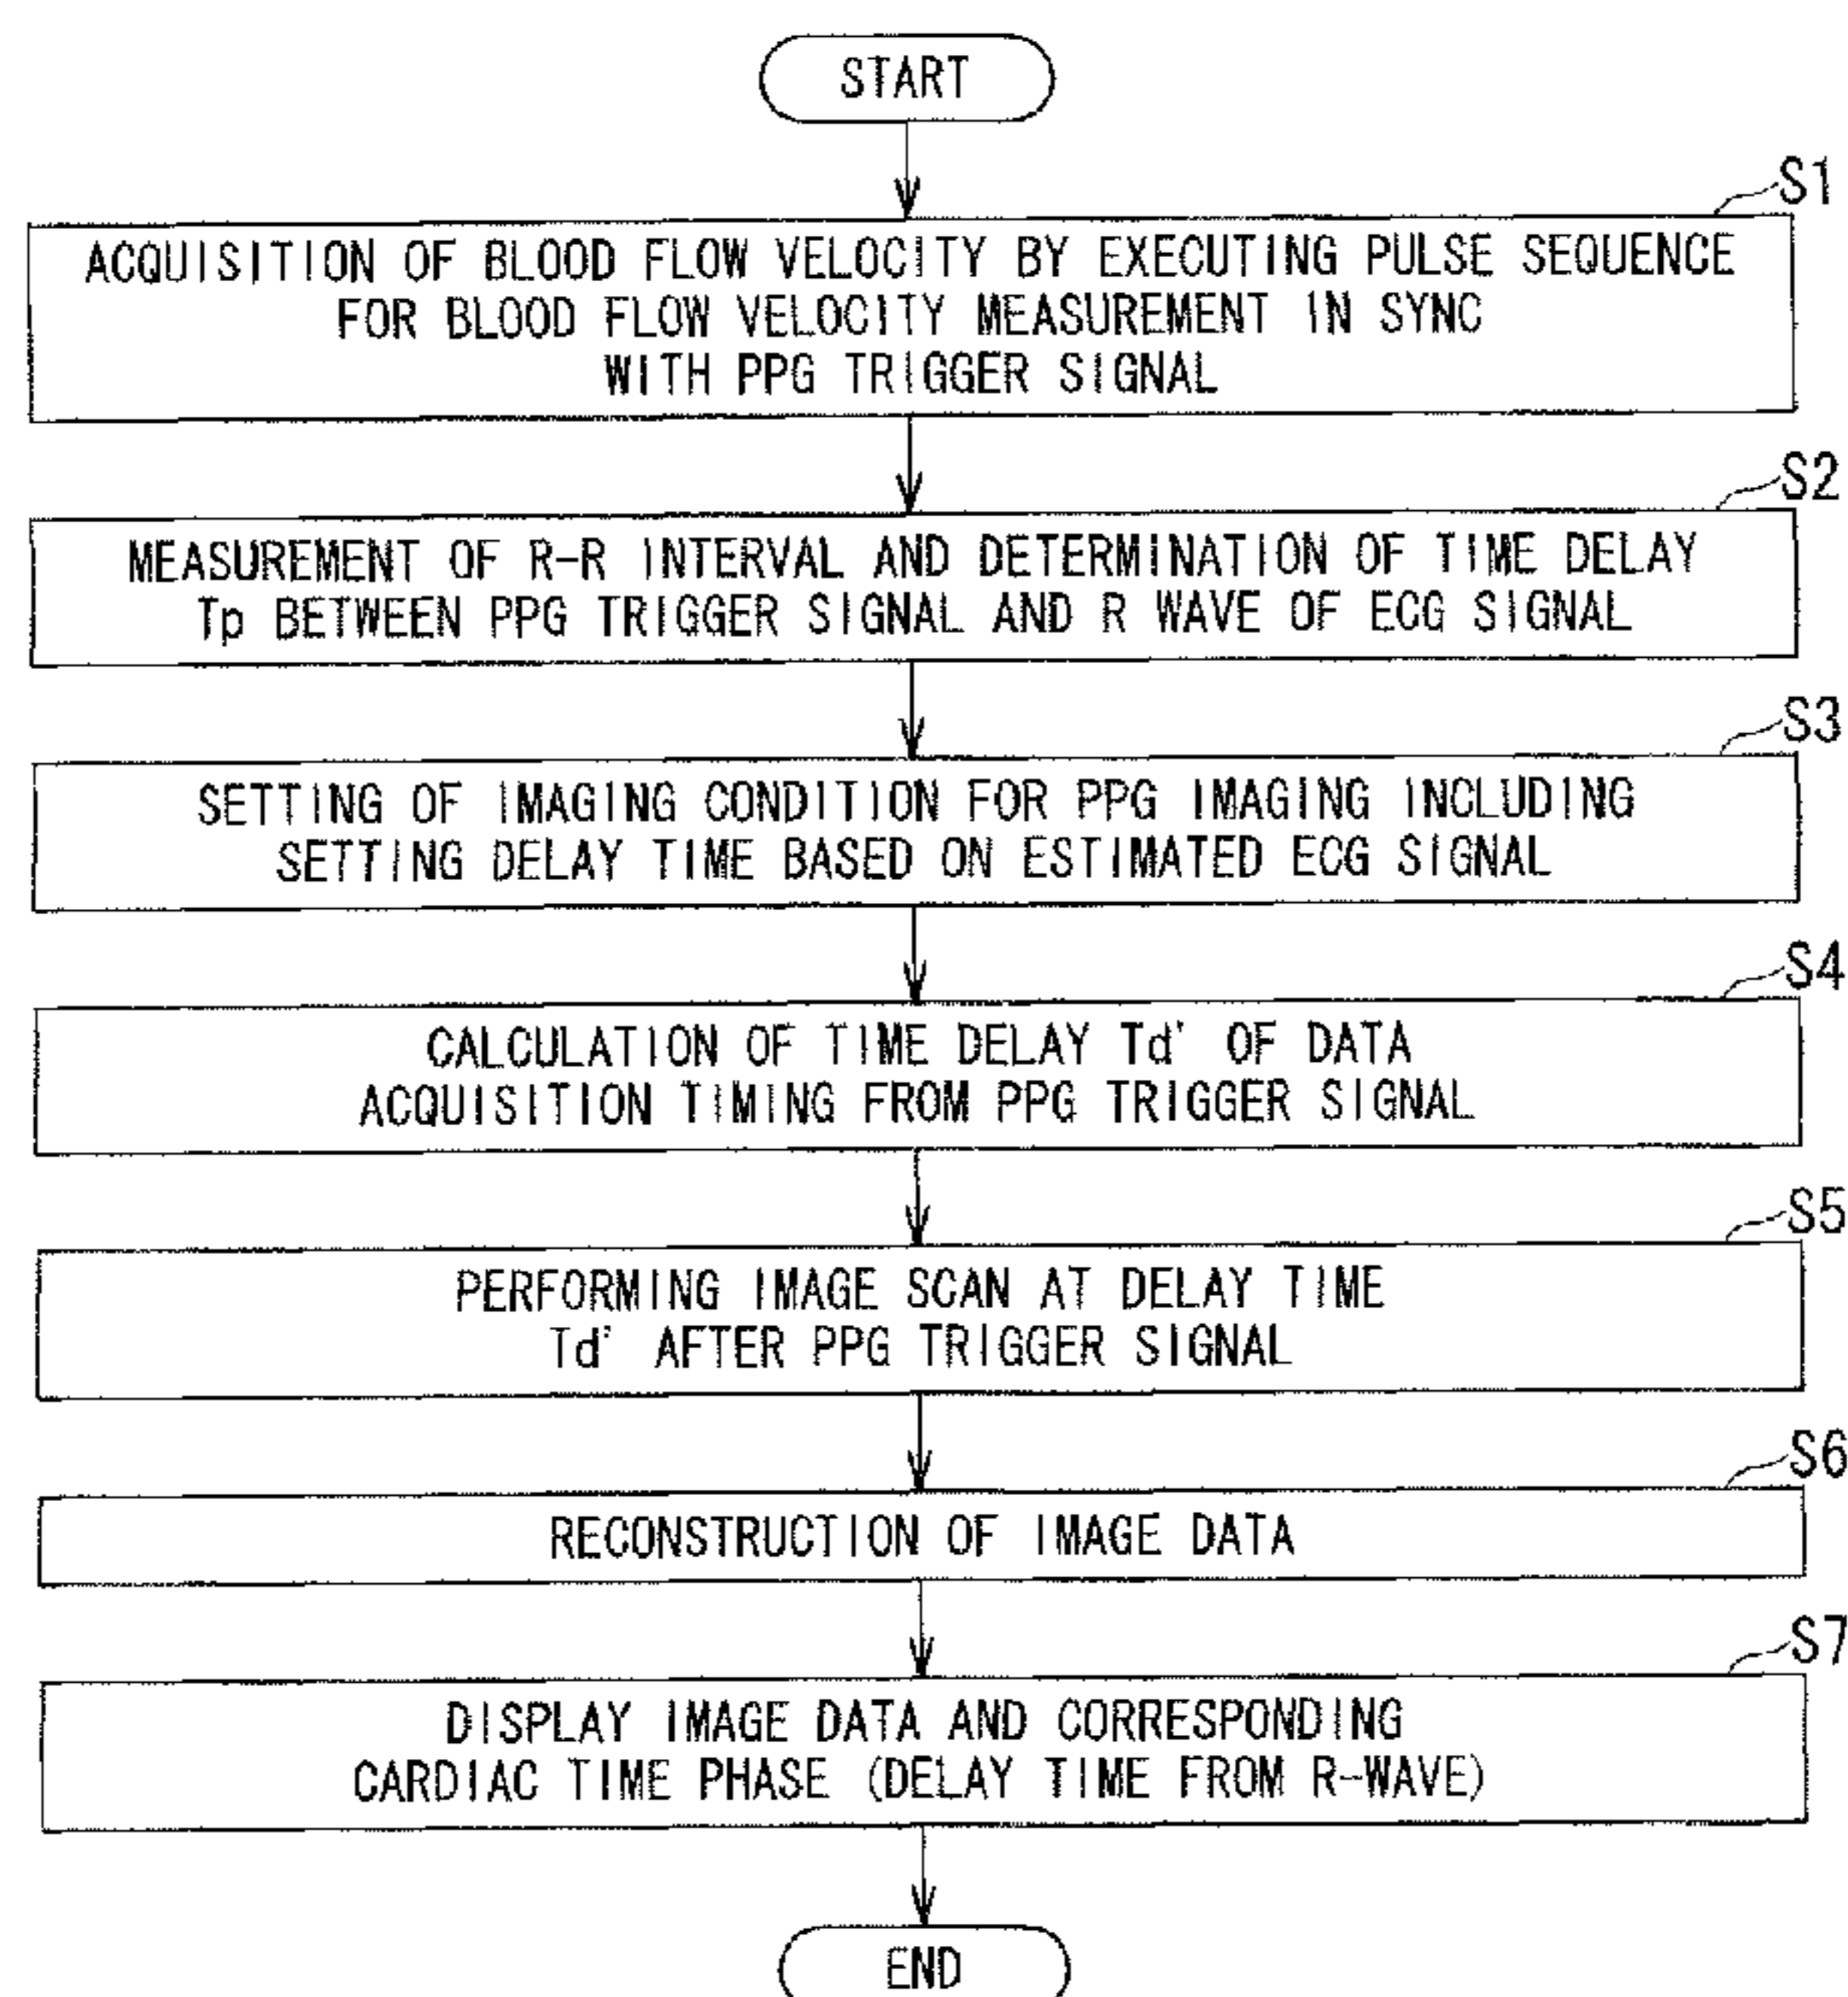 START
S1
ACQUISITION OF BLOOD FLOW VELOCITY BY EXECUTING PULSE SEQUENCE
FOR BLOOD FLOW VELOCITY MEASUREMENT IN SYNC
WITH PPG TRIGGER SIGNAL
S2
MEASUREMENT OF R-R INTERVAL AND DETERMINATION OF TIME DELAY
Tp BETWEEN PPG TRIGGER SIGNAL AND R WAVE OF ECG SIGNAL
S3
SETTING OF IMAGING CONDITION FOR PPG IMAGING INCLUDING
SETTING DELAY TIME BASED ON ESTIMATED ECG SIGNAL
S4
CALCULATION OF TIME DELAY Td' OF DATA
ACQUISITION TIMING FROM PPG TRIGGER SIGNAL
S5
PERFORMING IMAGE SCAN AT DELAY TIME
Td' AFTER PPG TRIGGER SIGNAL
S6
RECONSTRUCTION OF IMAGE DATA
S7
DISPLAY IMAGE DATA AND CORRESPONDING
CARDIAC TIME PHASE (DELAY TIME FROM R-WAVE)
END